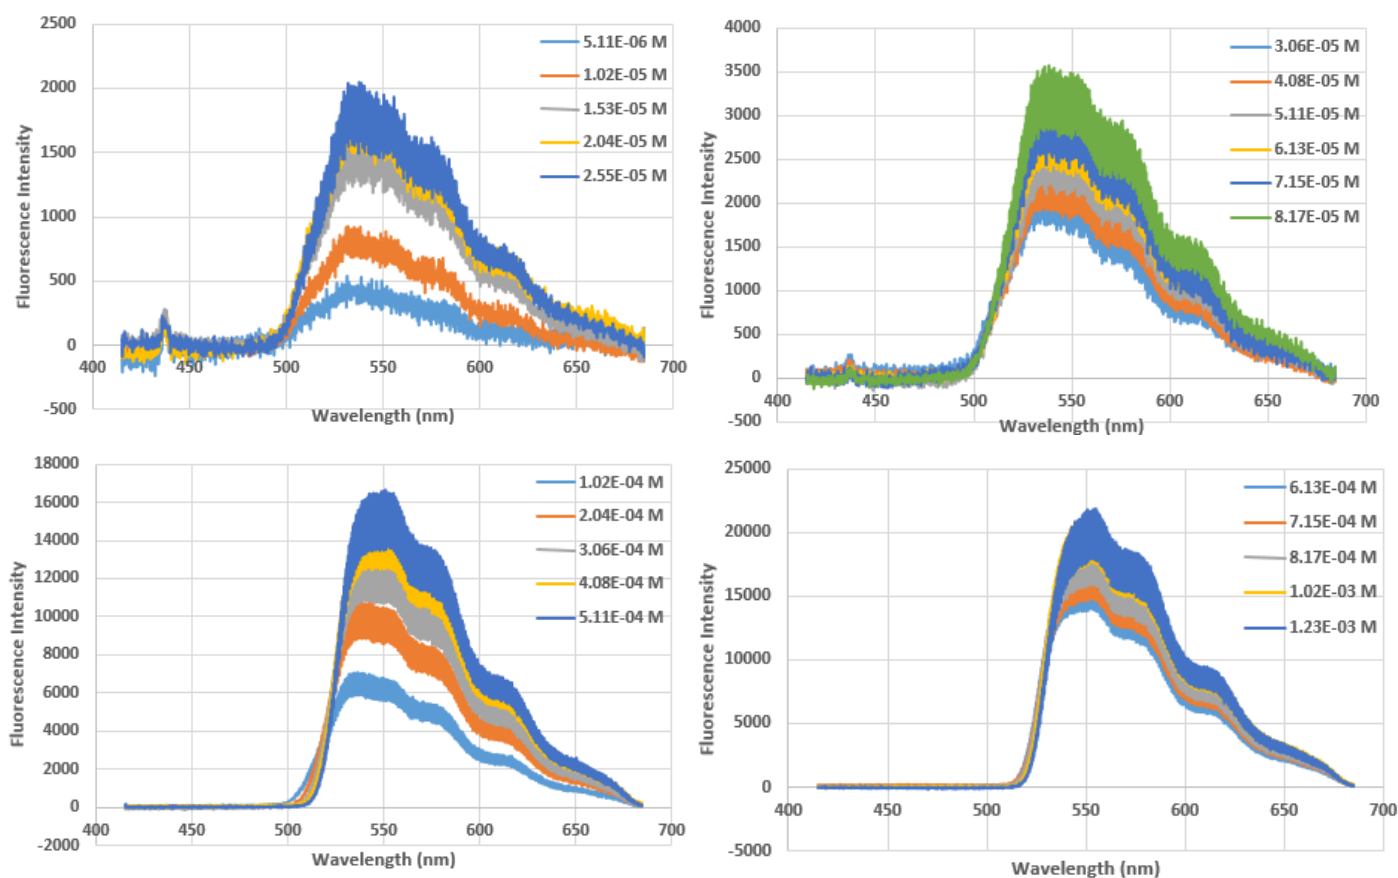 2500
2000
1500
1000
500
0
-500
400
500
600
700
Fluorescence Intensity
Wavelength (nm)
5.11E-06 M
1.02E-05 M
1.53E-05 M
2.04E-05 M
2.55E-05 M
4000
3500
3000
2500
2000
1500
1000
500
0
-500
400
450
500
550
600
650
700
Fluorescence Intensity
Wavelength (nm)
3.06E-05 M
4.08E-05 M
5.11E-05 M
6.13E-05 M
7.15E-05 M
8.17E-05 M
18000
16000
14000
12000
10000
8000
6000
4000
2000
0
-2000
400
450
500
550
600
650
700
Fluorescence Intensity
Wavelength (nm)
1.02E-04 M
2.04E-04 M
3.06E-04 M
4.08E-04 M
5.11E-04 M
25000
20000
15000
10000
5000
0
-5000
400
450
500
550
600
650
700
Fluorescence Intensity
Wavelength (nm)
6.13E-04 M
7.15E-04 M
8.17E-04 M
1.02E-03 M
1.23E-03 M